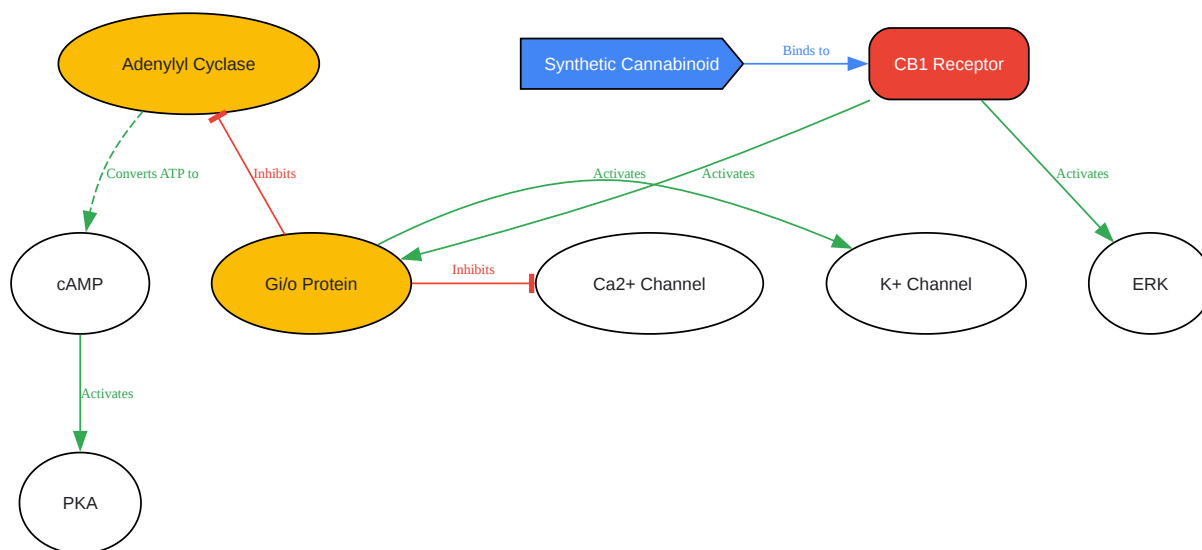 Adenylyl Cyclase
Synthetic Cannabinoid
Binds to
CB1 Receptor
Converts ATP to
Inhibits
Activates
Activates
Activates
cAMP
Gi/o Protein
Inhibits
Ca2+ Channel
K+ Channel
ERK
Activates
PKA